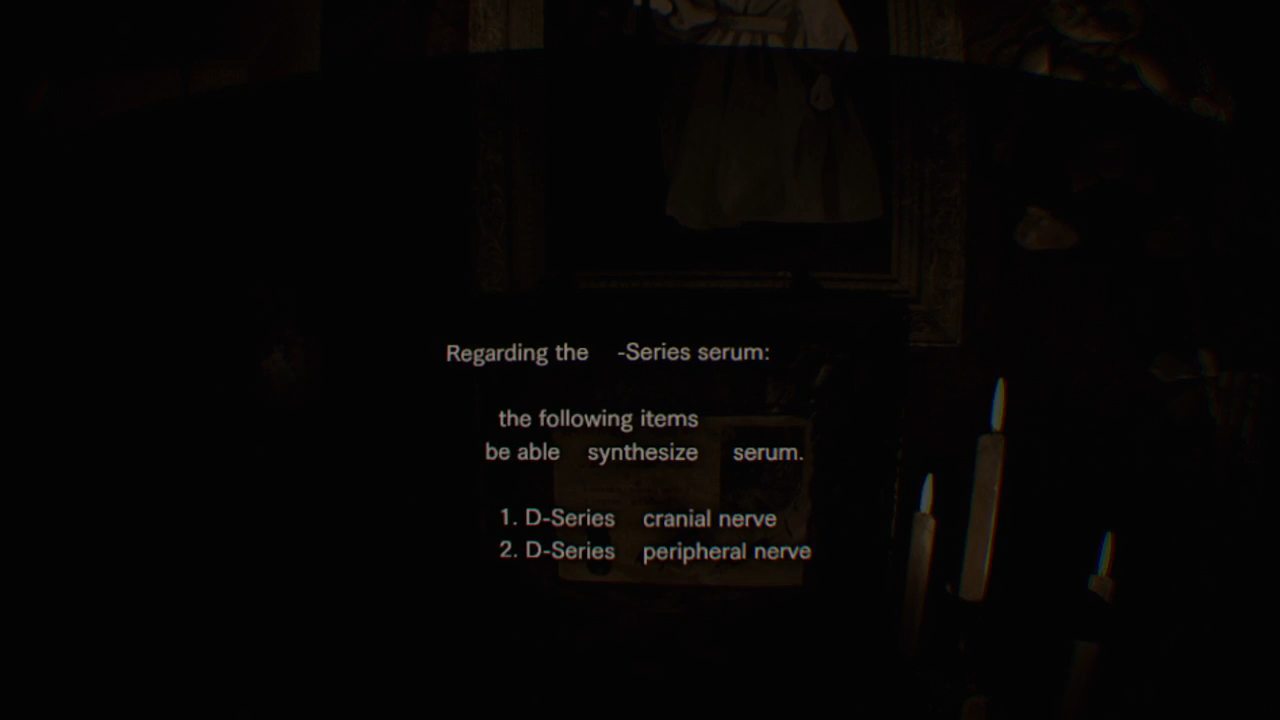 Regarding the -Series serum:
the following items
be able synthesize serum.
1. D-Series cranial nerve
2. D-Series peripheral nerve